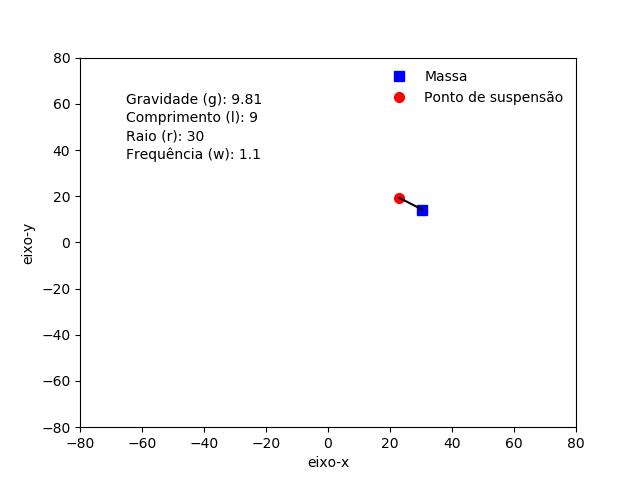 Massa
Ponto de suspensão
Gravidade (g): 9.81
Comprimento (l): 9
Raio (r): 30
Frequência (w): 1.1
80
60
40
20
0
−20
−40
−60
−80
eixo-y
−80 −60 −40 −20 0 20 40 60 80
eixo-x